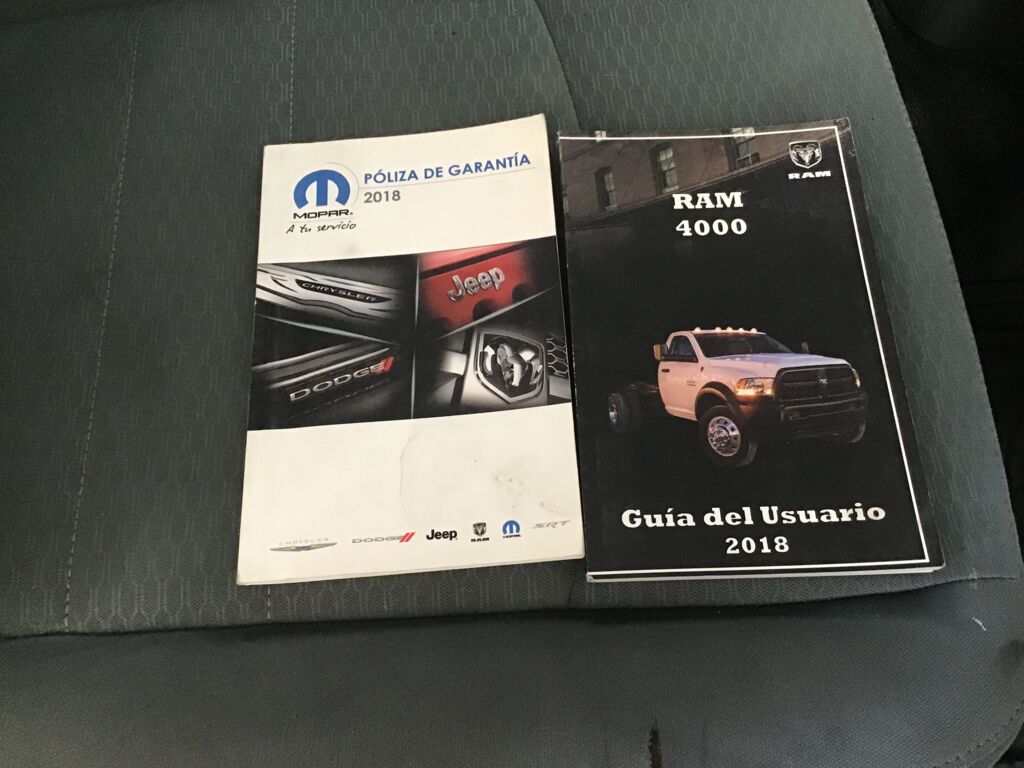 PÓLIZA DE GARANTÍA
2018
MOPAR®
A tu servicio
CHRYSLER
Jeep
DODGE
CHRYSLER
DODGE
Jeep
RAM
MOPAR
SRT
RAM
RAM
4000
Guía del Usuario
2018